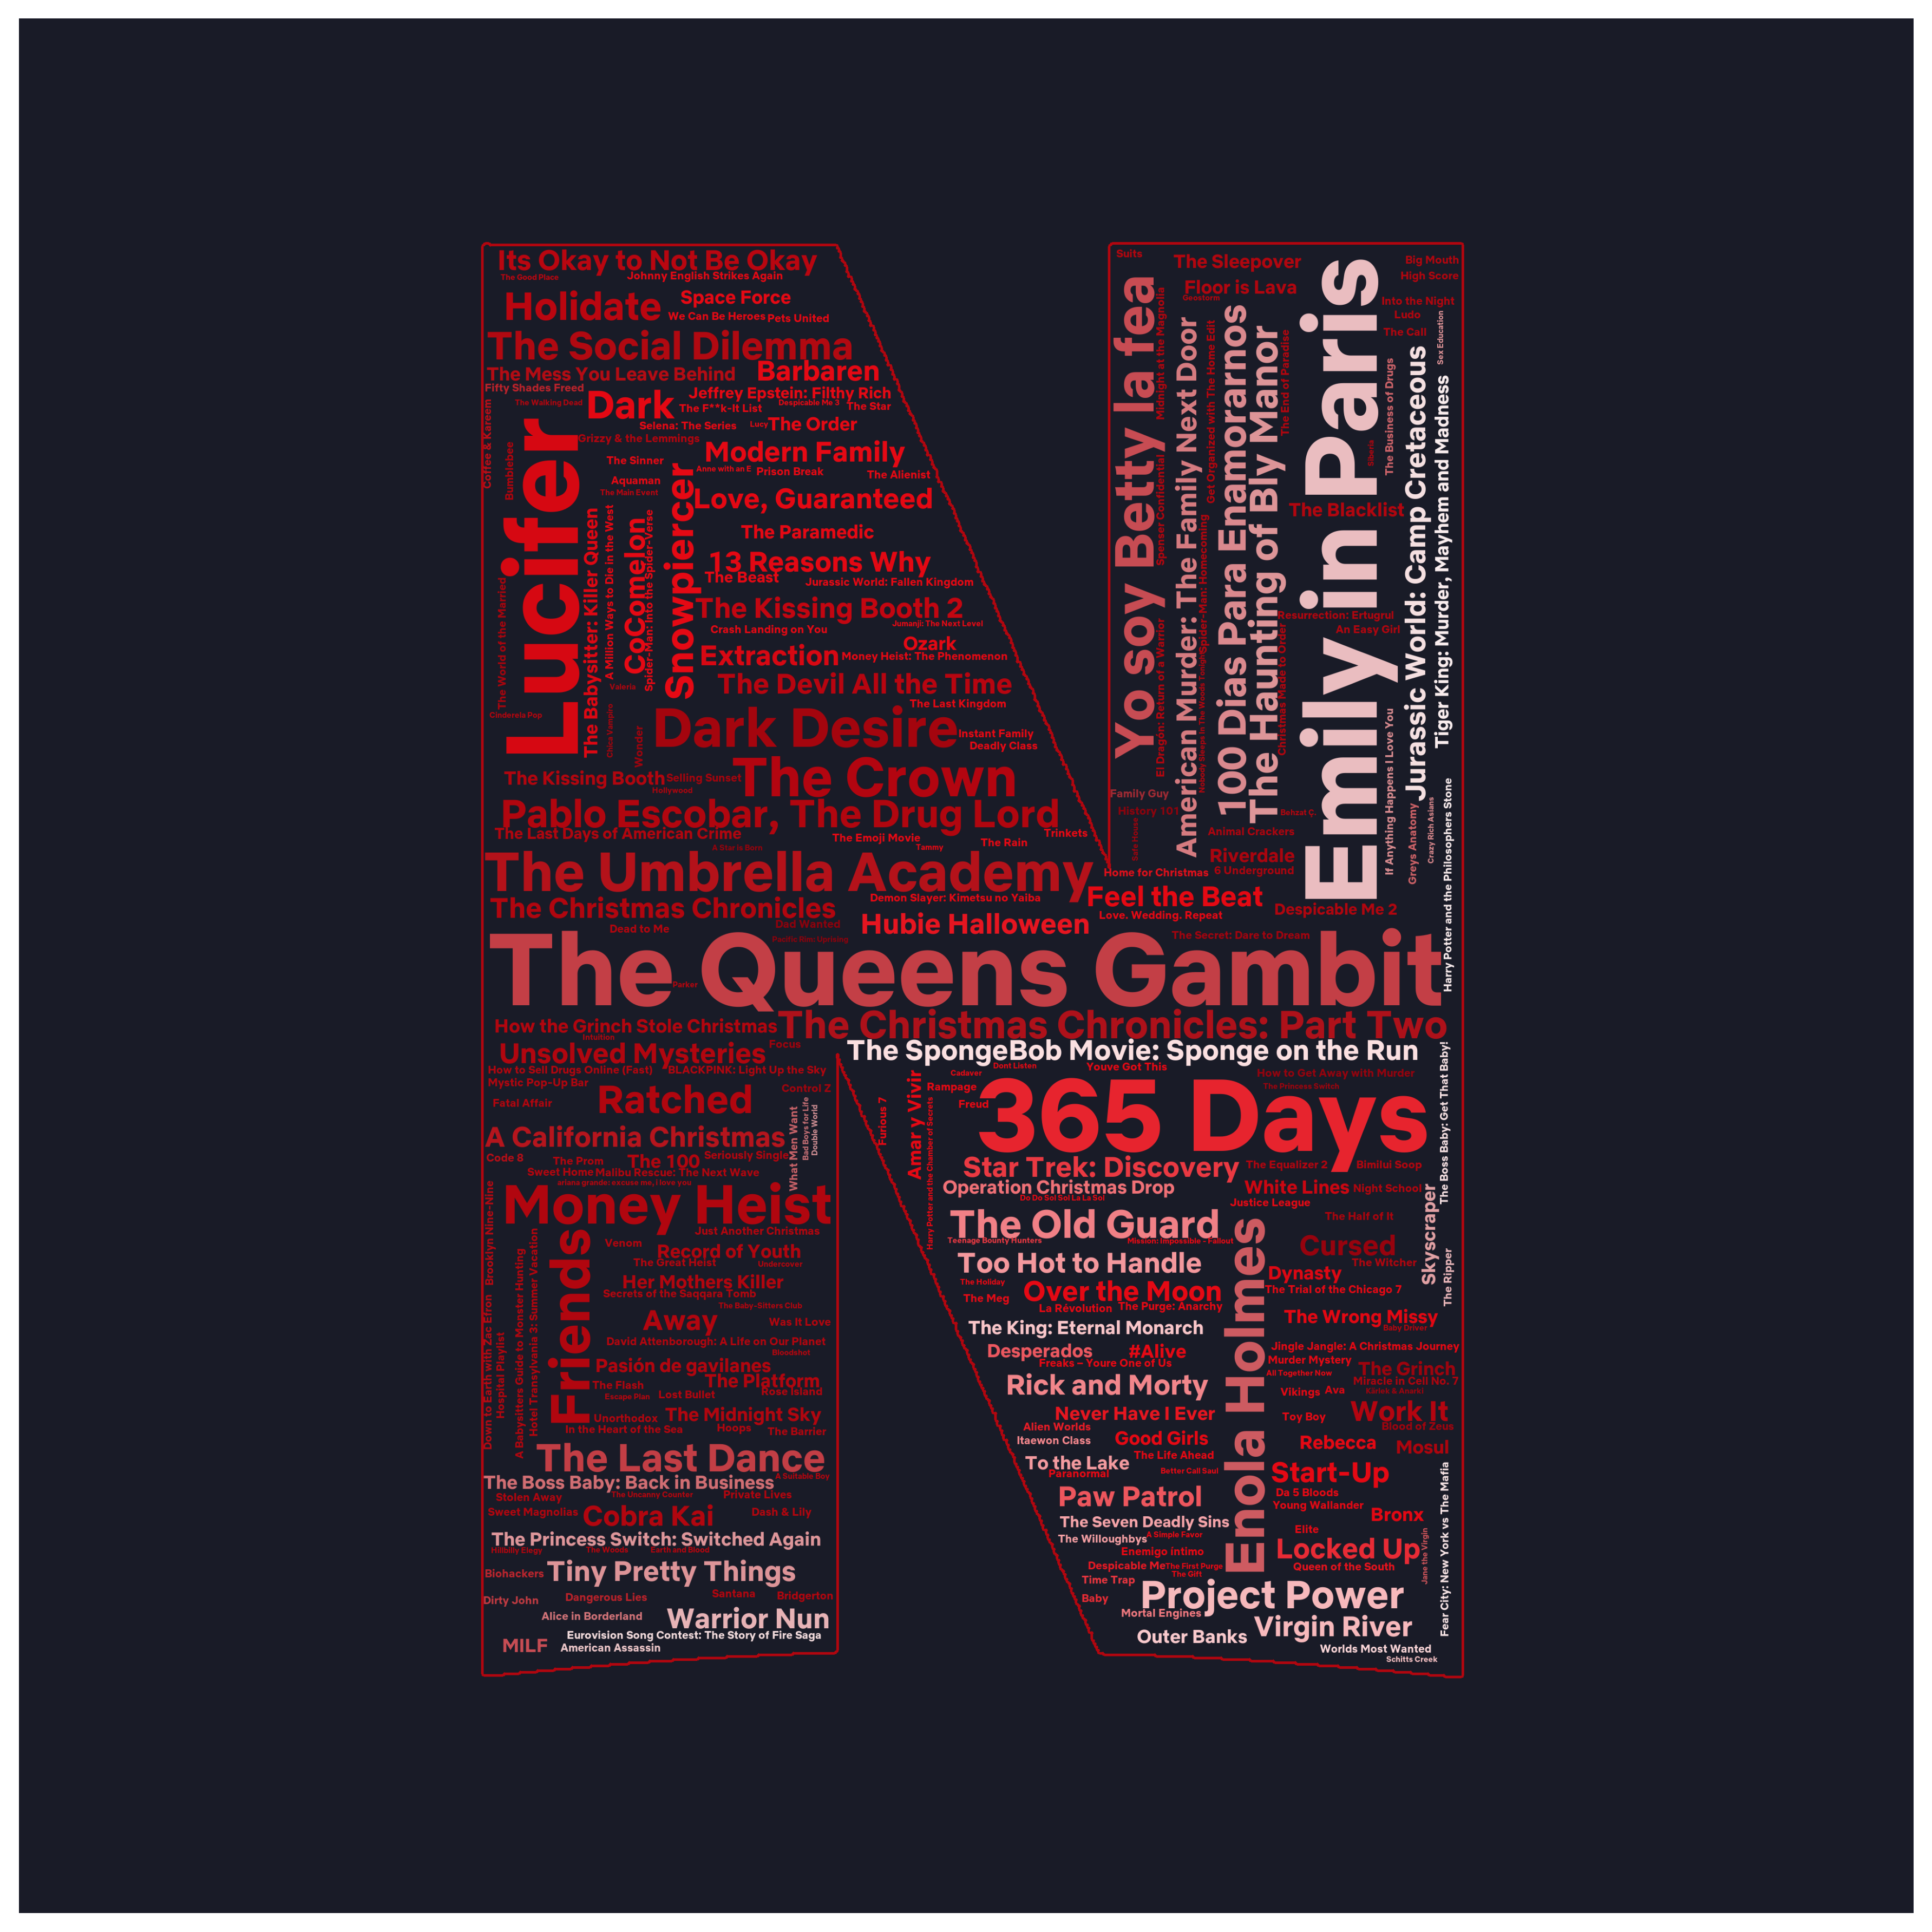 Its Okay to Not Be Okay
The Good Place
Johnny English Strikes Again
Holidate
Space Force
We Can Be Heroes
Pets United
The Social Dilemma
The Mess You Leave Behind
Barbaren
Fifty Shades Freed
Jeffrey Epstein: Filthy Rich
The Walking Dead
Dark
The F**k-It List
Despicable Me 3
The Star
Selena: The Series
Lucy
The Order
Coffee & Kareem
Grizzy & the Lemmings
Lucifer
Bumblebee
Modern Family
The Sinner
Anne with an E
Prison Break
The Alienist
Aquaman
The Main Event
Snowpiercer
Love, Guaranteed
The Babysitter: Killer Queen
A Million Ways to Die in the West
CoComelon
Spider-Man: Into the Spider-Verse
The Paramedic
13 Reasons Why
The Beast
Jurassic World: Fallen Kingdom
The World of the Married
The Kissing Booth 2
Jumanji: The Next Level
Crash Landing on You
Ozark
Extraction
Money Heist: The Phenomenon
The Devil All the Time
Valeria
The Last Kingdom
Cinderela Pop
Chica Vampiro
Wonder
Dark Desire
Instant Family
Deadly Class
The Kissing Booth
Selling Sunset
The Crown
Hollywood
Pablo Escobar, The Drug Lord
The Last Days of American Crime
The Emoji Movie
Trinkets
A Star Is Born
Tammy
The Rain
The Umbrella Academy
Demon Slayer: Kimetsu no Yaiba
The Christmas Chronicles
Dad Wanted
Hubie Halloween
Dead to Me
Pacific Rim: Uprising
Suits
The Sleepover
Big Mouth
High Score
Floor is Lava
Geostorm
Into the Night
Ludo
The Call
Sex Education
Yo soy Betty la fea
Midnight at the Magnolia
Spenser Confidential
El Dragón: Return of a Warrior
American Murder: The Family Next Door
Get Organized with The Home Edit
Spider-Man: Homecoming
Nobody Sleeps in The Woods Tonight
100 Dias Para Enamorarnos
The Haunting of Bly Manor
The End of Paradise
Christmas Made to Order
Emily in Paris
Siberia
The Business of Drugs
Jurassic World: Camp Cretaceous
Tiger King: Murder, Mayhem and Madness
The Blacklist
Resurrection: Ertugrul
An Easy Girl
If Anything Happens I Love You
Greys Anatomy
Crazy Rich Asians
Harry Potter and the Philosophers Stone
Family Guy
History 101
Safe House
Behzat Ç.
Animal Crackers
Riverdale
6 Underground
Home for Christmas
Feel the Beat
Love. Wedding. Repeat
Despicable Me 2
The Secret: Dare to Dream
The Queens Gambit
Parker
How the Grinch Stole Christmas
The Christmas Chronicles: Part Two
Intuition
Focus
The SpongeBob Movie: Sponge on the Run
Unsolved Mysteries
How to Sell Drugs Online (Fast)
BLACKPINK: Light Up the Sky
Mystic Pop-Up Bar
Ratched
Control Z
Fatal Affair
What Men Want
Bad Boys for Life
Double World
A California Christmas
Code 8
The Prom
The 100
Seriously Single
Sweet Home
Malibu Rescue: The Next Wave
ariana grande: excuse me, i love you
Money Heist
Just Another Christmas
Brooklyn Nine-Nine
Down to Earth with Zac Efron
Hospital Playlist
A Babysitters Guide to Monster Hunting
Hotel Transylvania 3: Summer Vacation
Friends
Venom
Record of Youth
The Great Heist
Undercover
Her Mothers Killer
Secrets of the Saqqara Tomb
The Baby-Sitters Club
Away
Was It Love
David Attenborough: A Life on Our Planet
Bloodshot
Pasión de gavilanes
The Flash
The Platform
Escape Plan
Lost Bullet
Rose Island
Unorthodox
The Midnight Sky
In the Heart of the Sea
Hoops
The Barrier
The Last Dance
The Boss Baby: Back in Business
A Suitable Boy
Stolen Away
The Uncanny Counter
Private Lives
Sweet Magnolias
Cobra Kai
Dash & Lily
The Princess Switch: Switched Again
Hillbilly Elegy
The Woods
Earth and Blood
Biohackers
Tiny Pretty Things
Dirty John
Dangerous Lies
Santana
Bridgerton
Alice in Borderland
Warrior Nun
Eurovision Song Contest: The Story of Fire Saga
MILF
American Assassin
Furious 7
Amar y Vivir
Harry Potter and the Chamber of Secrets
Cadaver
Dont Listen
Youve Got This
How to Get Away with Murder
Rampage
The Princess Switch
Freud
365 Days
The Boss Baby: Get That Baby!
Star Trek: Discovery
The Equalizer 2
Bimilui Soop
Operation Christmas Drop
Do Do Sol Sol La La Sol
White Lines
Night School
Justice League
The Old Guard
Teenage Bounty Hunters
Mission: Impossible - Fallout
The Half of It
Skyscraper
The Ripper
Too Hot to Handle
Cursed
The Witcher
The Holiday
Over the Moon
Dynasty
The Trial of the Chicago 7
The Meg
La Révolution
The Purge: Anarchy
The King: Eternal Monarch
Enola Holmes
The Wrong Missy
Baby Driver
Desperados
#Alive
Freaks – Youre One of Us
Jingle Jangle: A Christmas Journey
Murder Mystery
The Grinch
All Together Now
Miracle in Cell No. 7
Rick and Morty
Vikings
Ava
Kärlek & Anarki
Never Have I Ever
Toy Boy
Work It
Alien Worlds
Blood of Zeus
Itaewon Class
Good Girls
Rebecca
Mosul
The Life Ahead
To the Lake
Paranormal
Better Call Saul
Start-Up
Paw Patrol
Da 5 Bloods
Young Wallander
Bronx
The Seven Deadly Sins
Elite
The Willoughbys
A Simple Favor
Enemigo íntimo
Locked Up
Despicable Me
The First Purge
The Gift
Queen of the South
Jane the Virgin
Fear City: New York vs The Mafia
Time Trap
Project Power
Baby
Mortal Engines
Virgin River
Outer Banks
Worlds Most Wanted
Schitts Creek